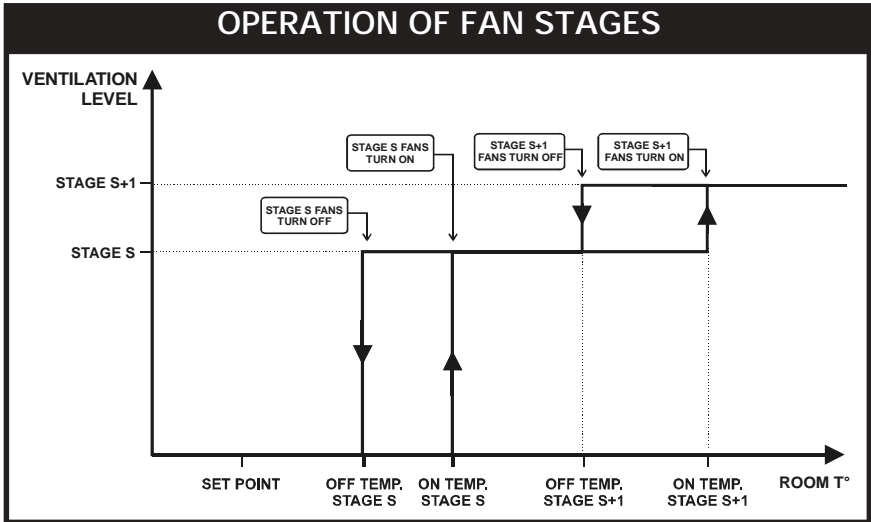 OPERATION OF FAN STAGES
VENTILATION
LEVEL
STAGE S FANS
TURN ON
STAGE S+1
FANS TURN OFF
STAGE S+1
FANS TURN ON
STAGE S+1
STAGE S FANS
TURN OFF
STAGE S
SET POINT
OFF TEMP.
STAGE S
ON TEMP.
STAGE S
OFF TEMP.
STAGE S+1
ON TEMP.
STAGE S+1
ROOM T°